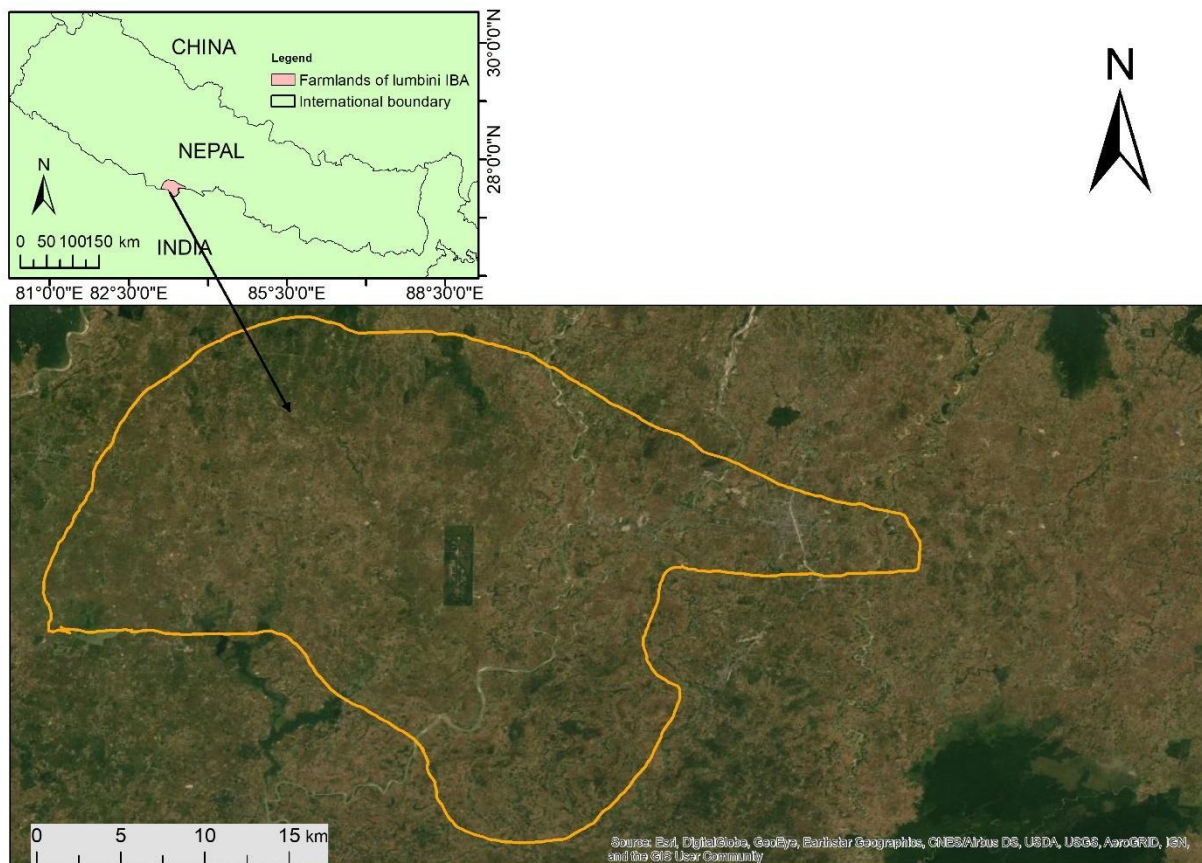 CHINA
Legend
Farmlands of lumbini IBA
International boundary
NEPAL
N
0 50 100150 km
INDIA
30°0'0"N
28°0'0"N
81°0'0"E 82°30'0"E 85°30'0"E 88°30'0"E
N
0 5 10 15 km
Source: Esri, DigitalGlobe, GeoEye, Earthstar Geographics, CNES/Airbus DS, USDA, USGS, AeroGRID, IGN,
and the GIS User Community